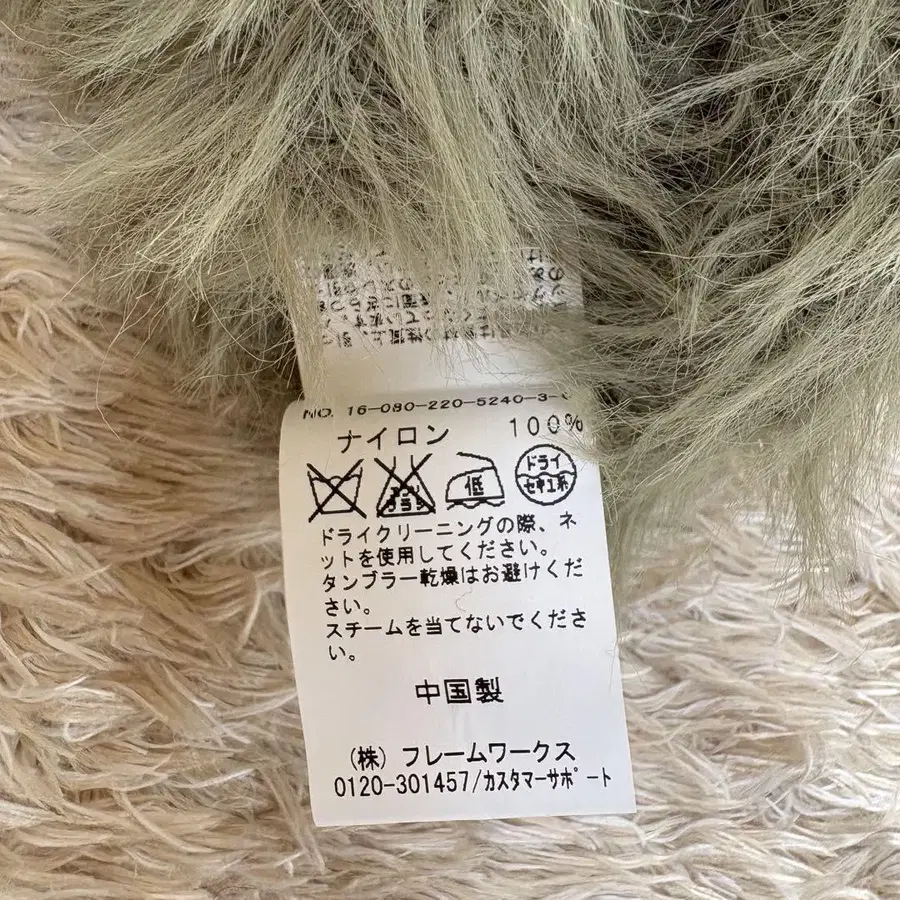 NO. 16-080-220-5240-3-
ナイロン 100%
低
ドライ
セキユ系
ドライクリーニングの際、ネ
ットを使用してください。
タンブラー乾燥はお避けくだ
さい。
スチームを当てないでくださ
い。
中国製
（株）フレームワークス
0120-301457/カスタマーサポート